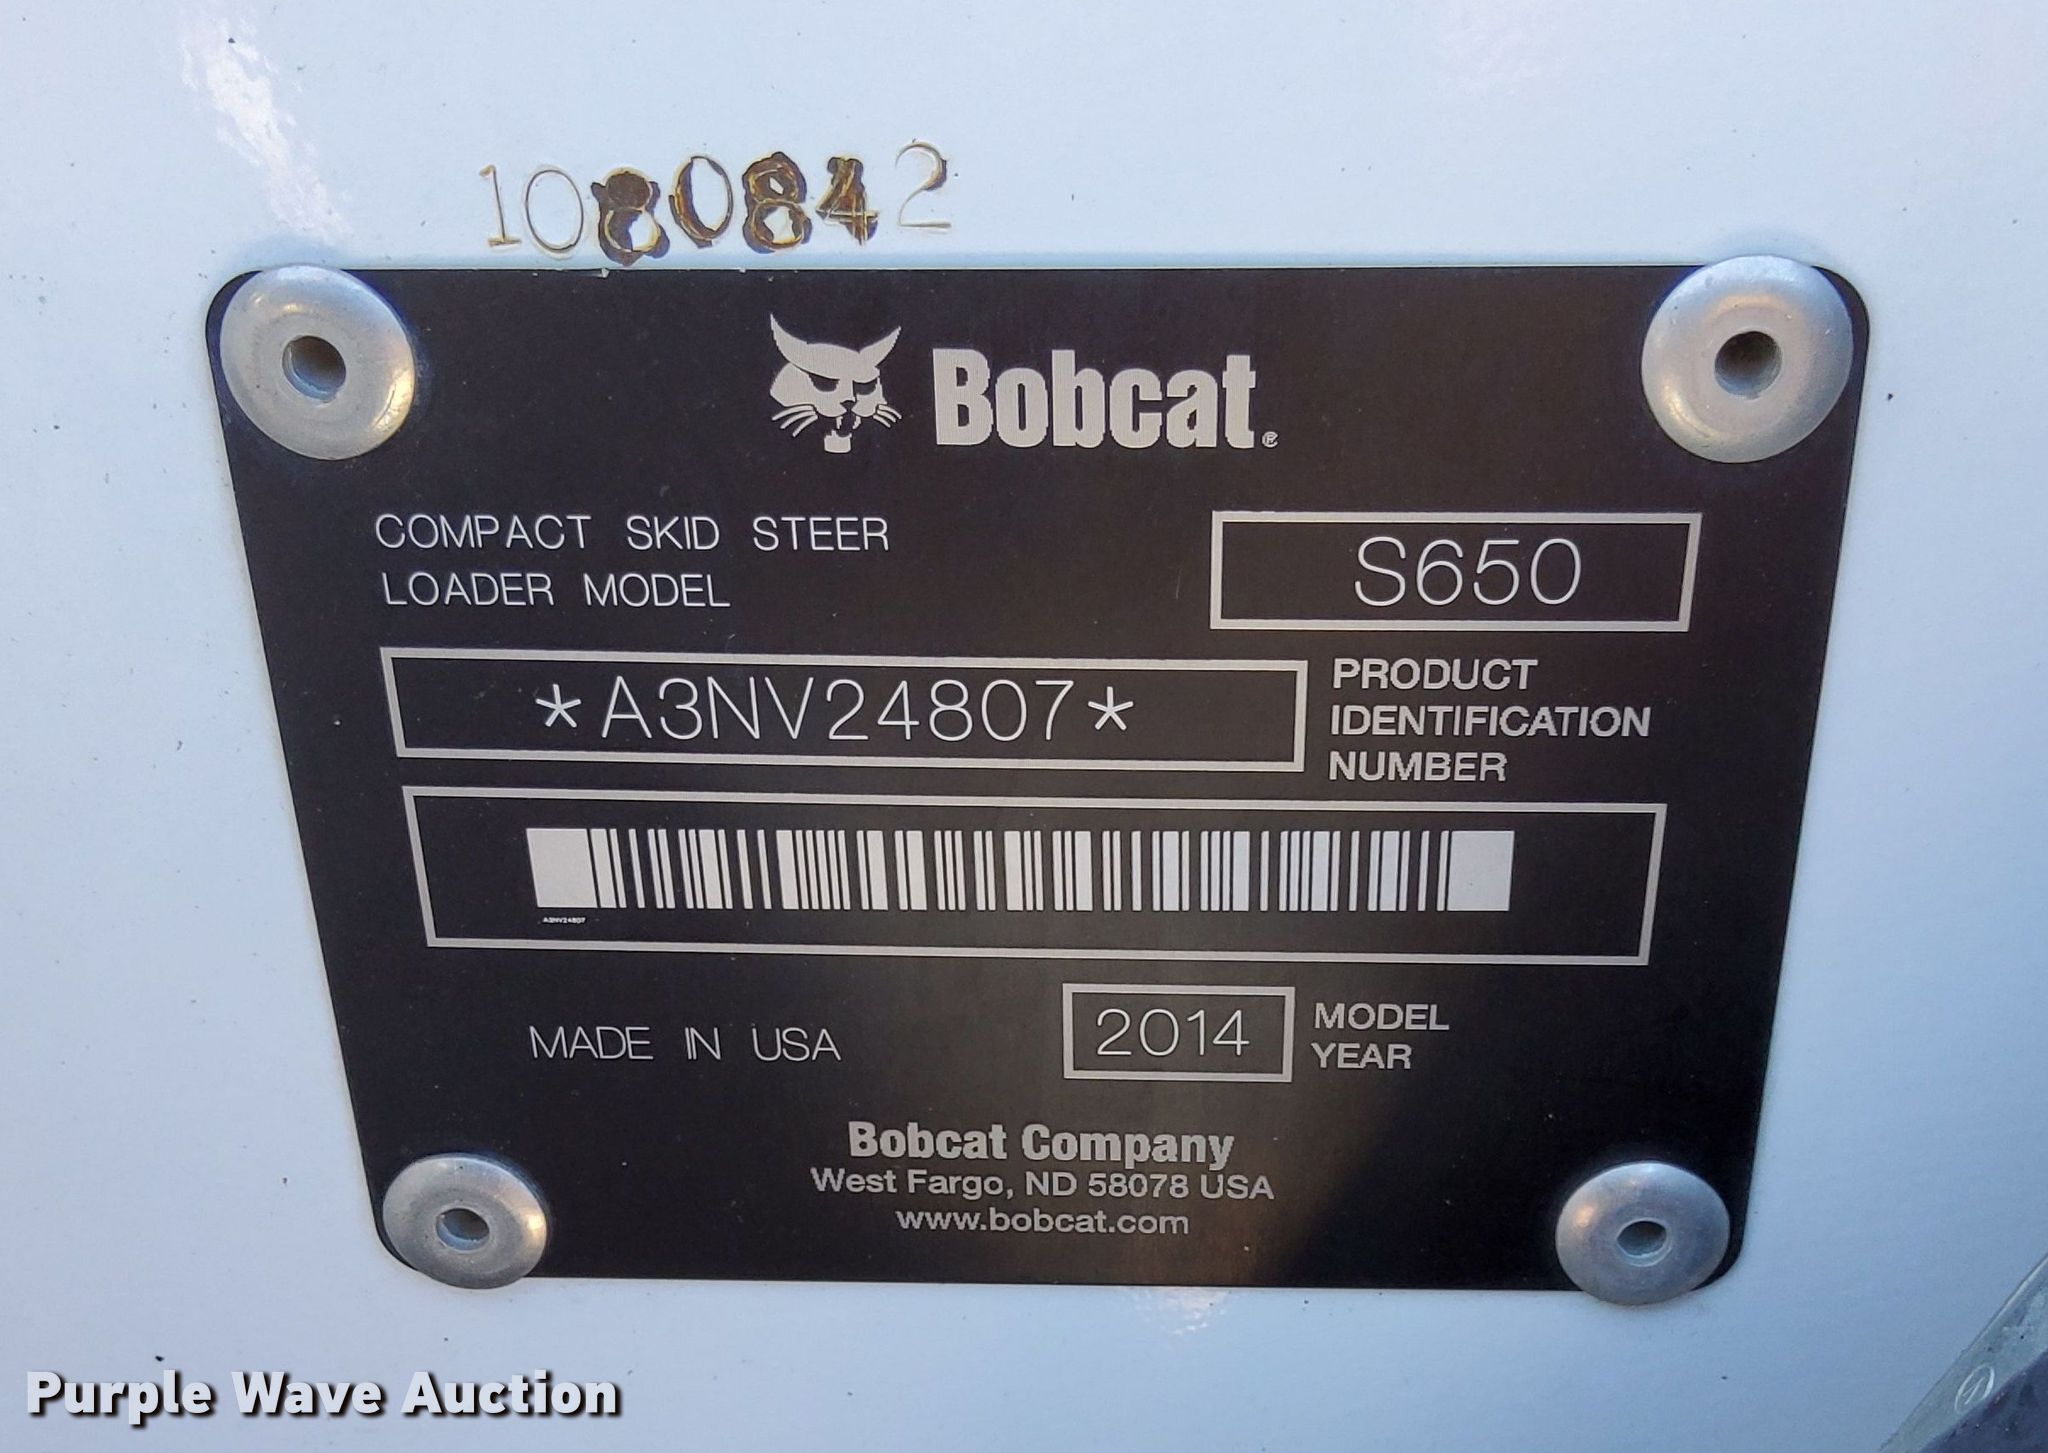 1080842
Bobcat®
COMPACT SKID STEER
LOADER MODEL
S650
*A3NV24807*
PRODUCT
IDENTIFICATION
NUMBER
A3NV24807
MADE IN USA
2014
MODEL
YEAR
Bobcat Company
West Fargo, ND 58078 USA
www.bobcat.com
Purple Wave Auction